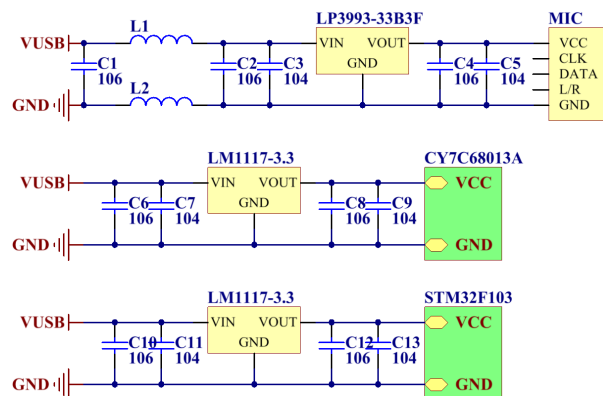 LP3993-33B3F MIC
L1
VUSB VIN VOUT VCC
C1 C2 C3 GND C4 C5 CLK
106 106 104 106 104 DATA
L2 L/R
GND GND
LM1117-3.3 CY7C68013A
VUSB VIN VOUT VCC
C6 C7 GND C8 C9
106 104 106 104
GND GND
LM1117-3.3 STM32F103
VUSB VIN VOUT VCC
C10 C11 GND C12 C13
106 104 106 104
GND GND